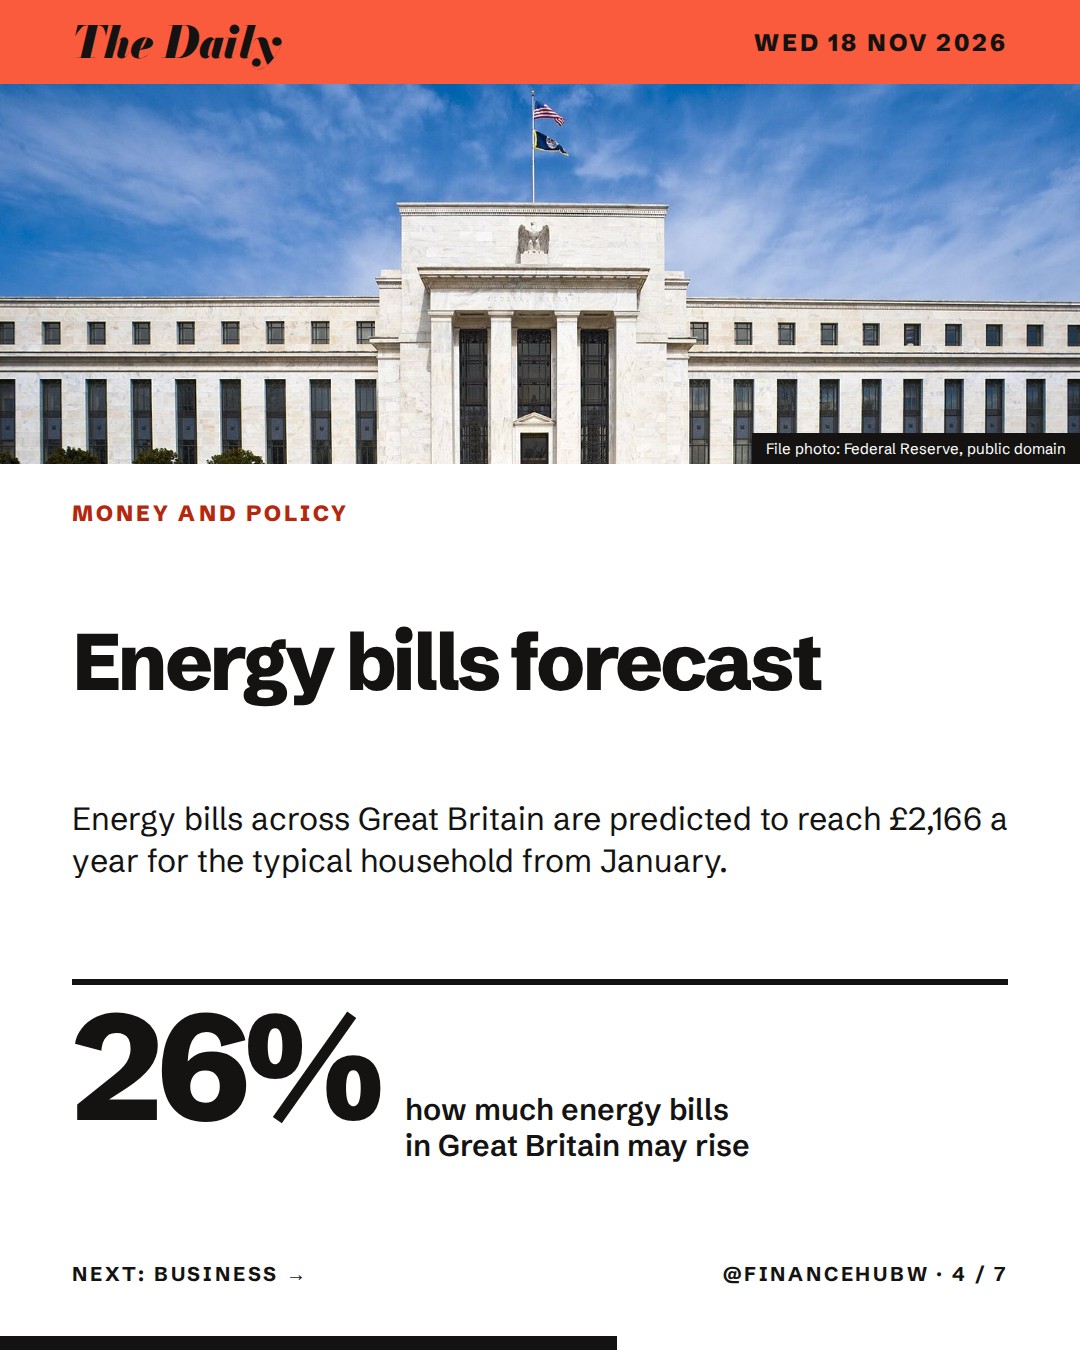 The Daily
WED 18 NOV 2026
File photo: Federal Reserve, public domain
MONEY AND POLICY
Energy bills forecast
Energy bills across Great Britain are predicted to reach £2,166 a
year for the typical household from January.
26%
how much energy bills
in Great Britain may rise
NEXT: BUSINESS →
@FINANCEHUBW · 4 / 7